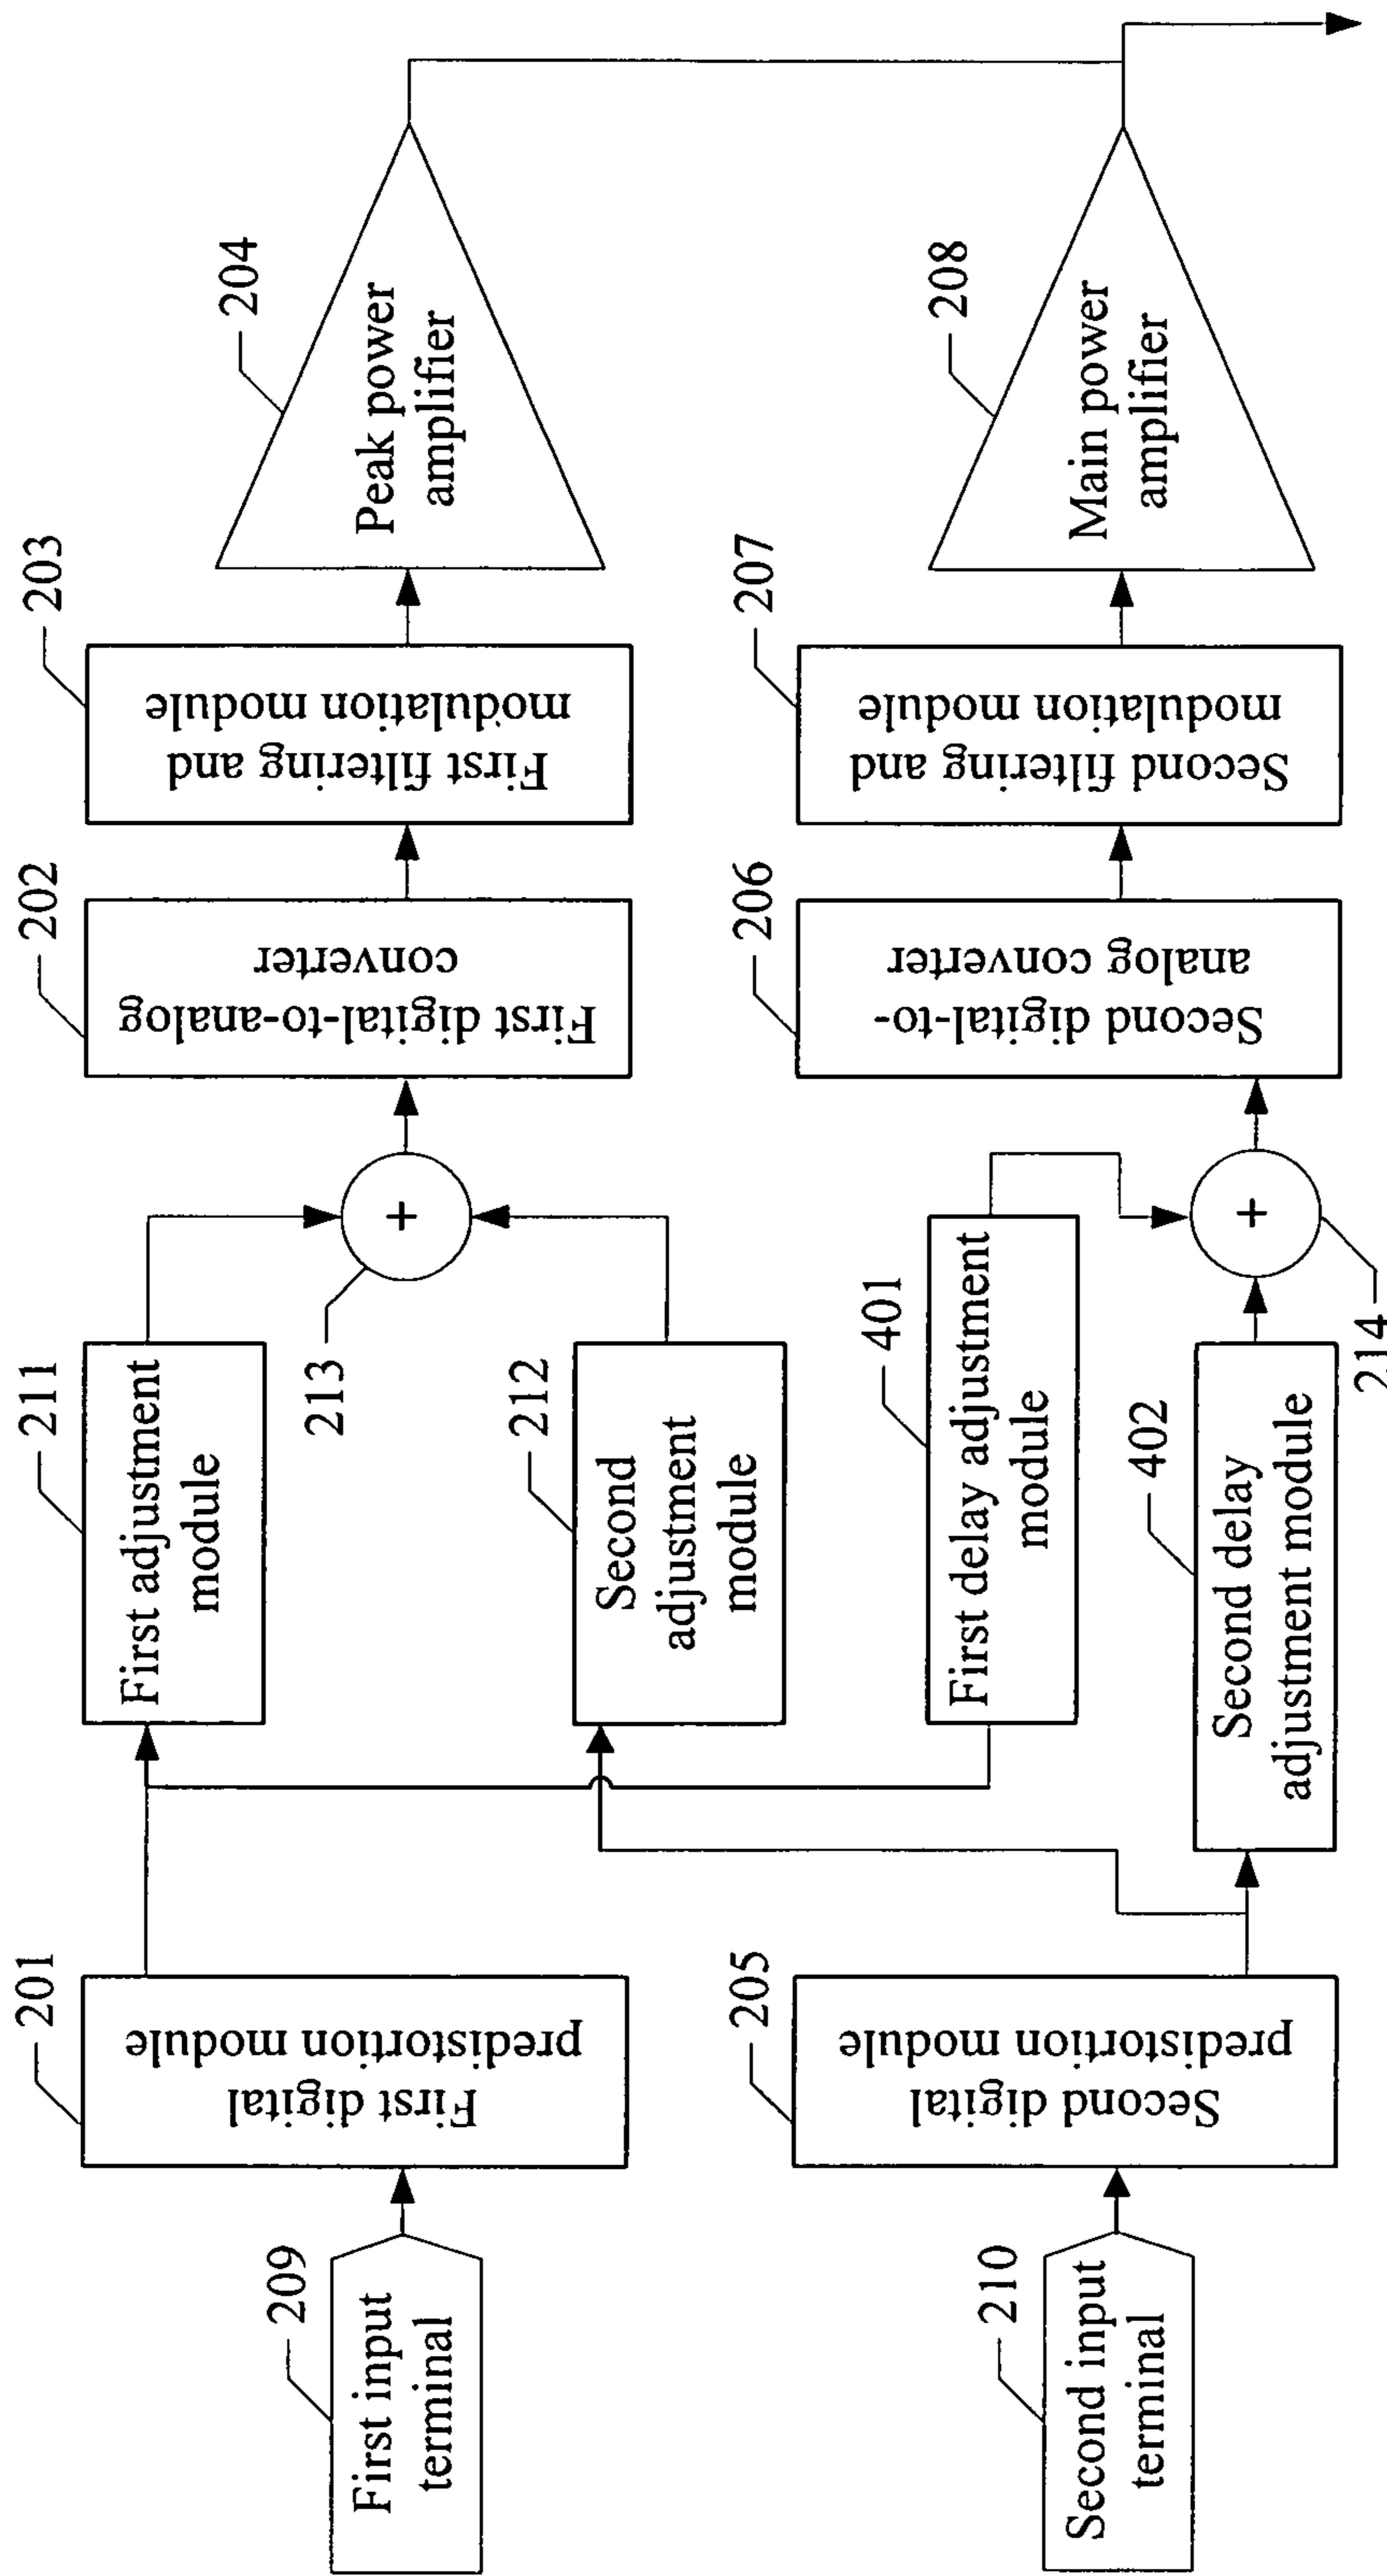 209
First input
terminal
201
First digital
predistortion module
211
First adjustment
module
213
+
202
First digital-to-analog
converter
203
First filtering and
modulation module
204
Peak power
amplifier
212
Second
adjustment
module
210
Second input
terminal
205
Second digital
predistortion module
401
First delay adjustment
module
402
Second delay
adjustment module
+
214
206
Second digital-to-
analog converter
207
Second filtering and
modulation module
208
Main power
amplifier